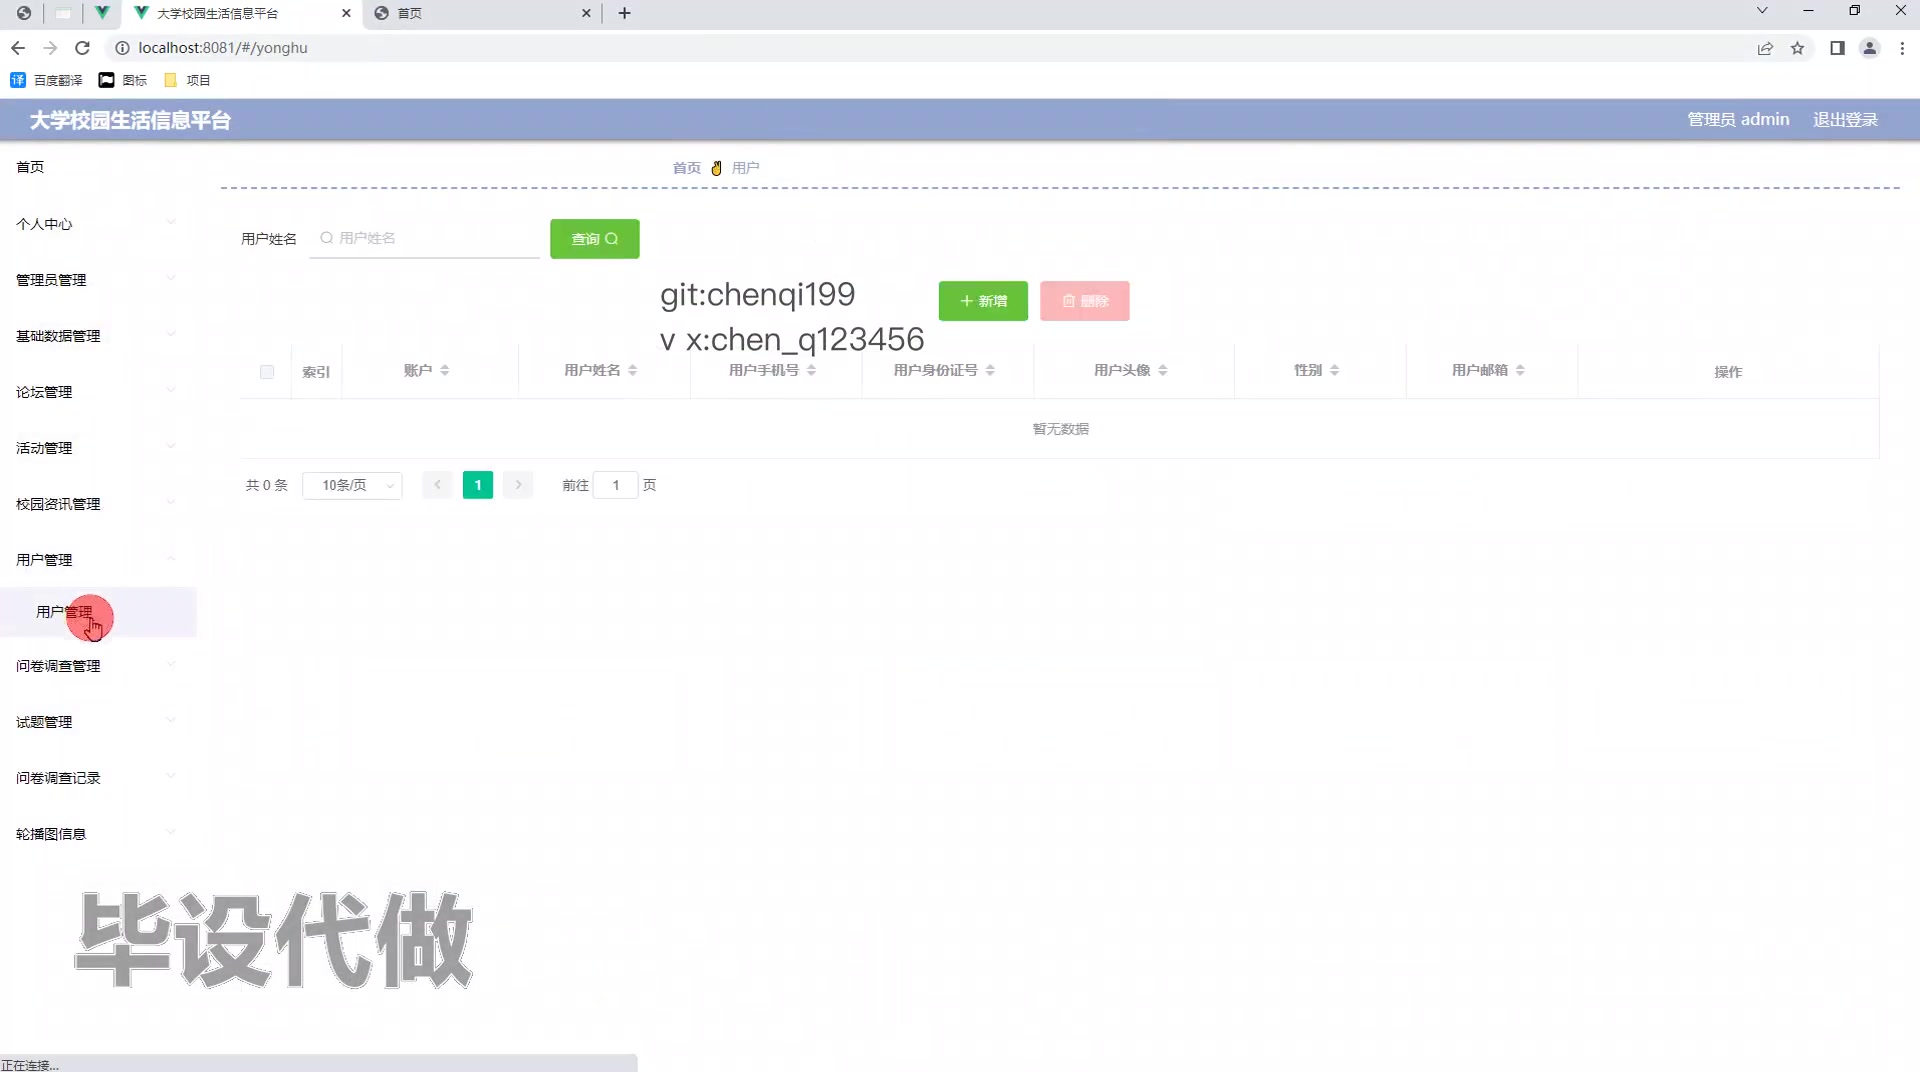 大学校园生活信息平台
首页
localhost:8081/#/yonghu
百度翻译
图标
项目
大学校园生活信息平台
管理员 admin
退出登录
首页
个人中心
管理员管理
基础数据管理
论坛管理
活动管理
校园资讯管理
用户管理
用户管理
问卷调查管理
试题管理
问卷调查记录
轮播图信息
首页 用户
用户姓名
用户姓名
查询
git:chenqi199
v x:chen_q123456
新增
删除
索引
账户
用户姓名
用户手机号
用户身份证号
用户头像
性别
用户邮箱
操作
暂无数据
共 0 条
10条/页
1
前往 1 页
毕设代做
正在连接...